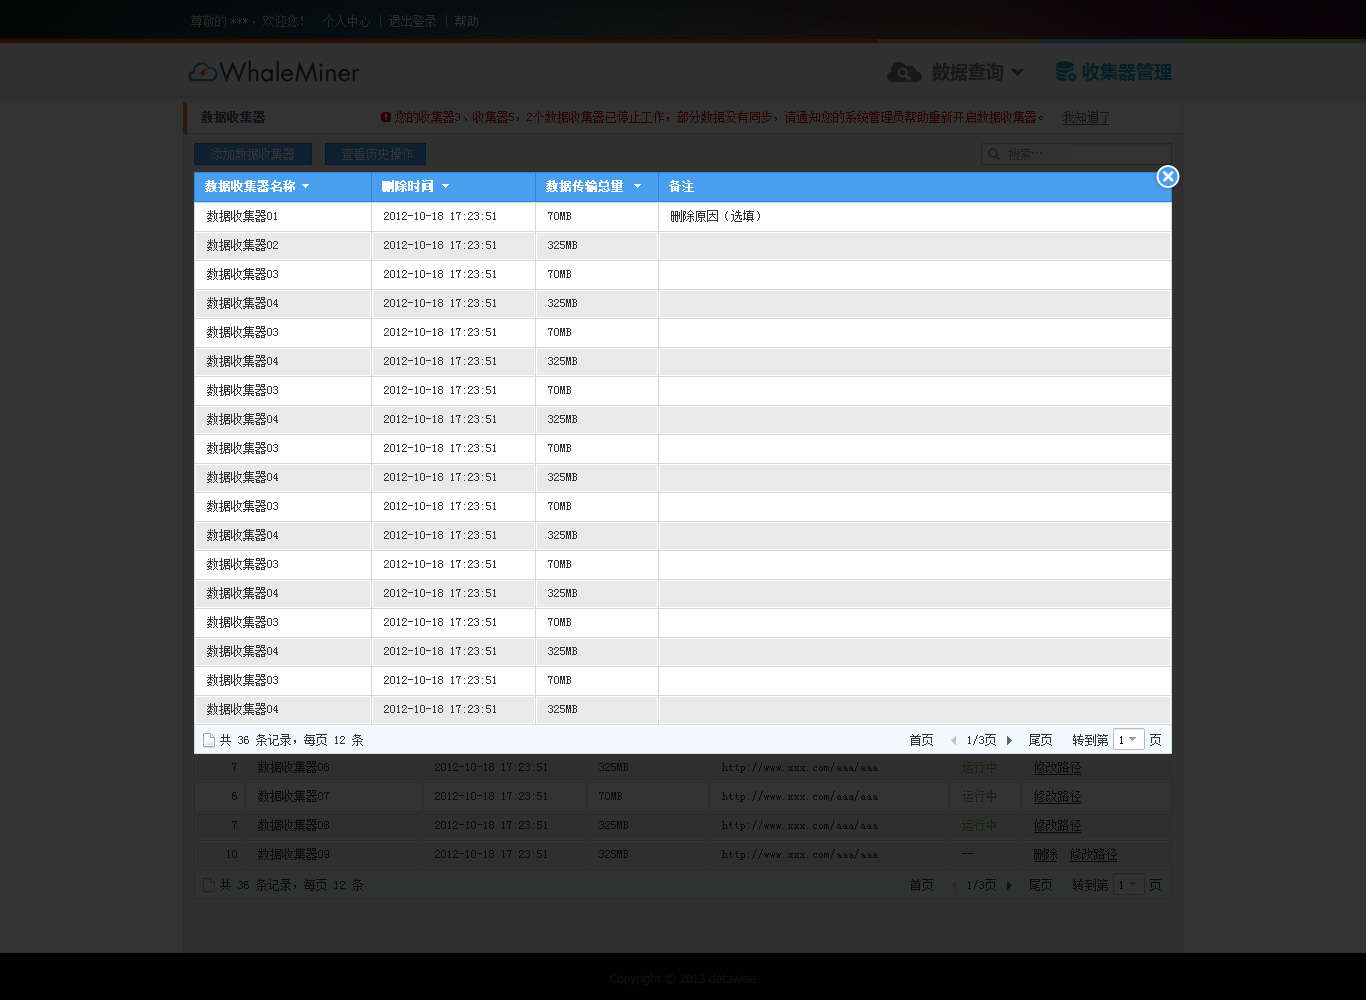 尊敬的 *** ，欢迎您！ 个人中心 | 退出登录 | 帮助
WhaleMiner 数据查询 收集器管理
数据收集器 您的收集器3、收集器5，2个数据收集器已停止工作，部分数据没有同步，请通知您的系统管理员帮助重新开启数据收集器。 我知道了
添加数据收集器 查看历史操作 搜索…
数据收集器名称 删除时间 数据传输总量 备注
数据收集器01 2012-10-18 17:23:51 70MB 删除原因（选填）
数据收集器02 2012-10-18 17:23:51 325MB
数据收集器03 2012-10-18 17:23:51 70MB
数据收集器04 2012-10-18 17:23:51 325MB
数据收集器03 2012-10-18 17:23:51 70MB
数据收集器04 2012-10-18 17:23:51 325MB
数据收集器03 2012-10-18 17:23:51 70MB
数据收集器04 2012-10-18 17:23:51 325MB
数据收集器03 2012-10-18 17:23:51 70MB
数据收集器04 2012-10-18 17:23:51 325MB
数据收集器03 2012-10-18 17:23:51 70MB
数据收集器04 2012-10-18 17:23:51 325MB
数据收集器03 2012-10-18 17:23:51 70MB
数据收集器04 2012-10-18 17:23:51 325MB
数据收集器03 2012-10-18 17:23:51 70MB
数据收集器04 2012-10-18 17:23:51 325MB
数据收集器03 2012-10-18 17:23:51 70MB
数据收集器04 2012-10-18 17:23:51 325MB
共 36 条记录，每页 12 条 首页 1/3页 尾页 转到第 1 页
7 数据收集器08 2012-10-18 17:23:51 325MB http://www.xxx.com/aaa/aaa 运行中 修改路径
6 数据收集器07 2012-10-18 17:23:51 70MB http://www.xxx.com/aaa/aaa 运行中 修改路径
7 数据收集器08 2012-10-18 17:23:51 325MB http://www.xxx.com/aaa/aaa 运行中 修改路径
10 数据收集器09 2012-10-18 17:23:51 325MB http://www.xxx.com/aaa/aaa -- 删除 修改路径
共 36 条记录，每页 12 条 首页 1/3页 尾页 转到第 1 页
Copyright © 2013 datawise